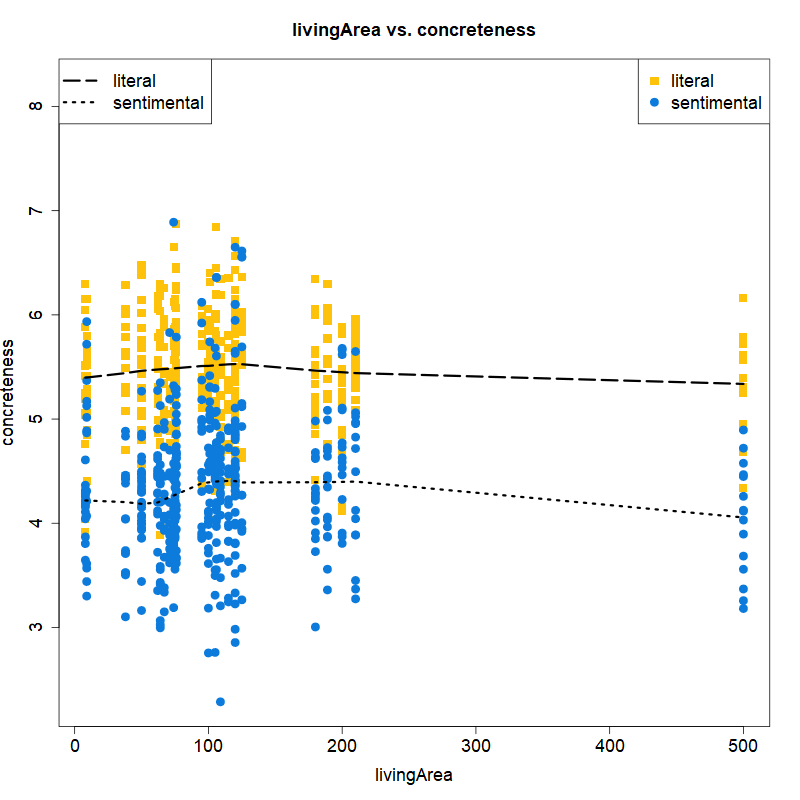 livingArea vs. concreteness
literal
sentimental
literal
sentimental
8
7
6
5
4
3
concreteness
0 100 200 300 400 500
livingArea